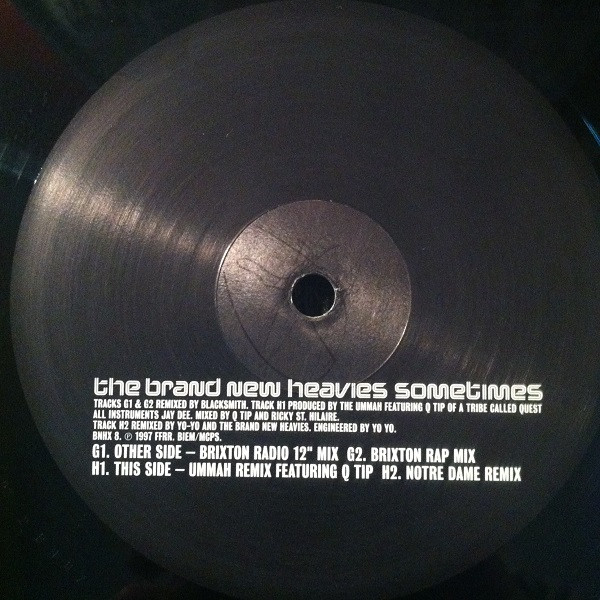 the brand new heavies sometimes
TRACKS G1 & G2 REMIXED BY BLACKSMITH. TRACK H1 PRODUCED BY THE UMMAH FEATURING Q TIP OF A TRIBE CALLED QUEST
ALL INSTRUMENTS JAY DEE. MIXED BY Q TIP AND RICKY ST. HILAIRE.
TRACK H2 REMIXED BY YO-YO AND THE BRAND NEW HEAVIES. ENGINEERED BY YO YO.
BNHX 8. ℗ 1997 FFRR. BIEM/MCPS.
G1. OTHER SIDE – BRIXTON RADIO 12" MIX G2. BRIXTON RAP MIX
H1. THIS SIDE – UMMAH REMIX FEATURING Q TIP H2. NOTRE DAME REMIX